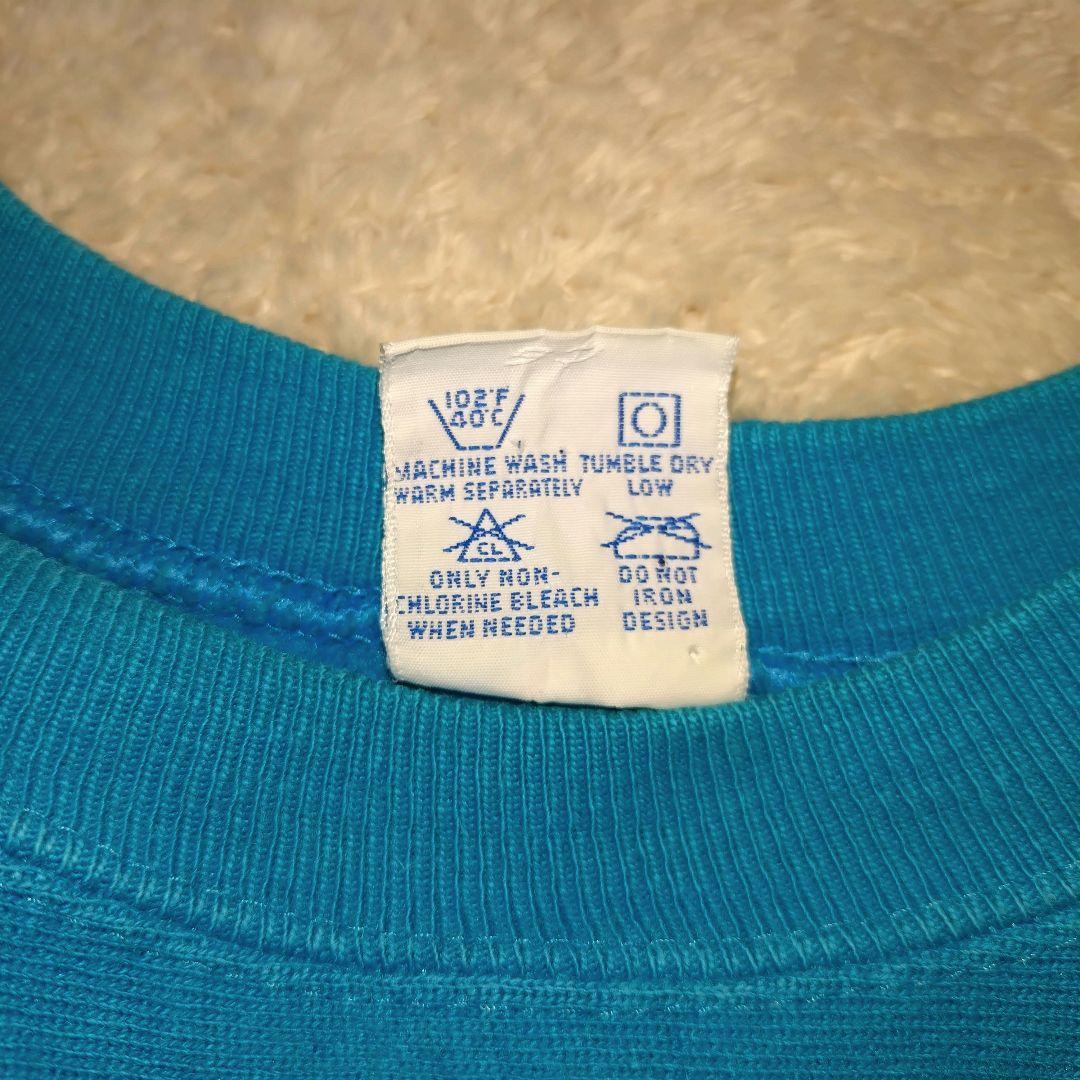 102°F
40°C
MACHINE WASH
WARM SEPARATELY
TUMBLE DRY
LOW
CL
ONLY NON-
CHLORINE BLEACH
WHEN NEEDED
DO NOT
IRON
DESIGN